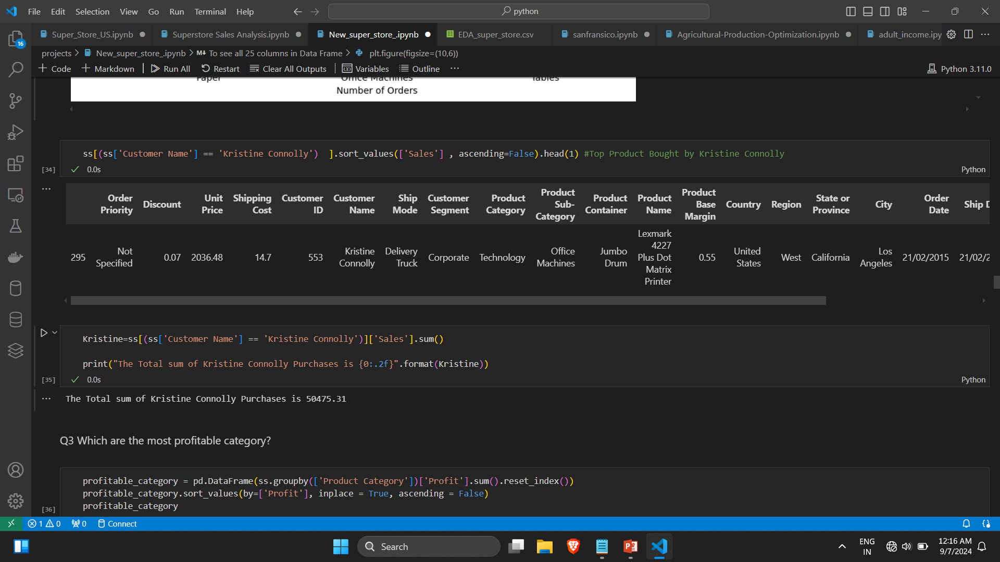 File Edit Selection View Go Run Terminal Help
python
Super_Store_US.ipynb Superstore Sales Analysis.ipynb New_super_store_.ipynb EDA_super_store.csv sanfransico.ipynb Agricultural-Production-Optimization.ipynb adult_income.ipy
16
projects > New_super_store_.ipynb > M↓ To see all 25 columns in Data Frame > plt.figure(figsize=(10,6))
+ Code + Markdown | Run All Restart Clear All Outputs | Variables Outline ...
Python 3.11.0
Paper Office Machines Tables
Number of Orders
ss[(ss['Customer Name'] == 'Kristine Connolly')  ].sort_values(['Sales'] , ascending=False).head(1) #Top Product Bought by Kristine Connolly
[34] 0.0s Python
Order Priority Discount Unit Price Shipping Cost Customer ID Customer Name Ship Mode Customer Segment Product Category Product Sub-Category Product Container Product Name Product Base Margin Country Region State or Province City Order Date Ship D
295 Not Specified 0.07 2036.48 14.7 553 Kristine Connolly Delivery Truck Corporate Technology Office Machines Jumbo Drum Lexmark 4227 Plus Dot Matrix Printer 0.55 United States West California Los Angeles 21/02/2015 21/02/2
Kristine=ss[(ss['Customer Name'] == 'Kristine Connolly')]['Sales'].sum()
print("The Total sum of Kristine Connolly Purchases is {0:.2f}".format(Kristine))
[35] 0.0s Python
The Total sum of Kristine Connolly Purchases is 50475.31
Q3 Which are the most profitable category?
profitable_category = pd.DataFrame(ss.groupby(['Product Category'])['Profit'].sum().reset_index())
profitable_category.sort_values(by=['Profit'], inplace = True, ascending = False)
profitable_category
[36]
1 0 0 Connect
Search
ENG
IN
12:16 AM
9/7/2024